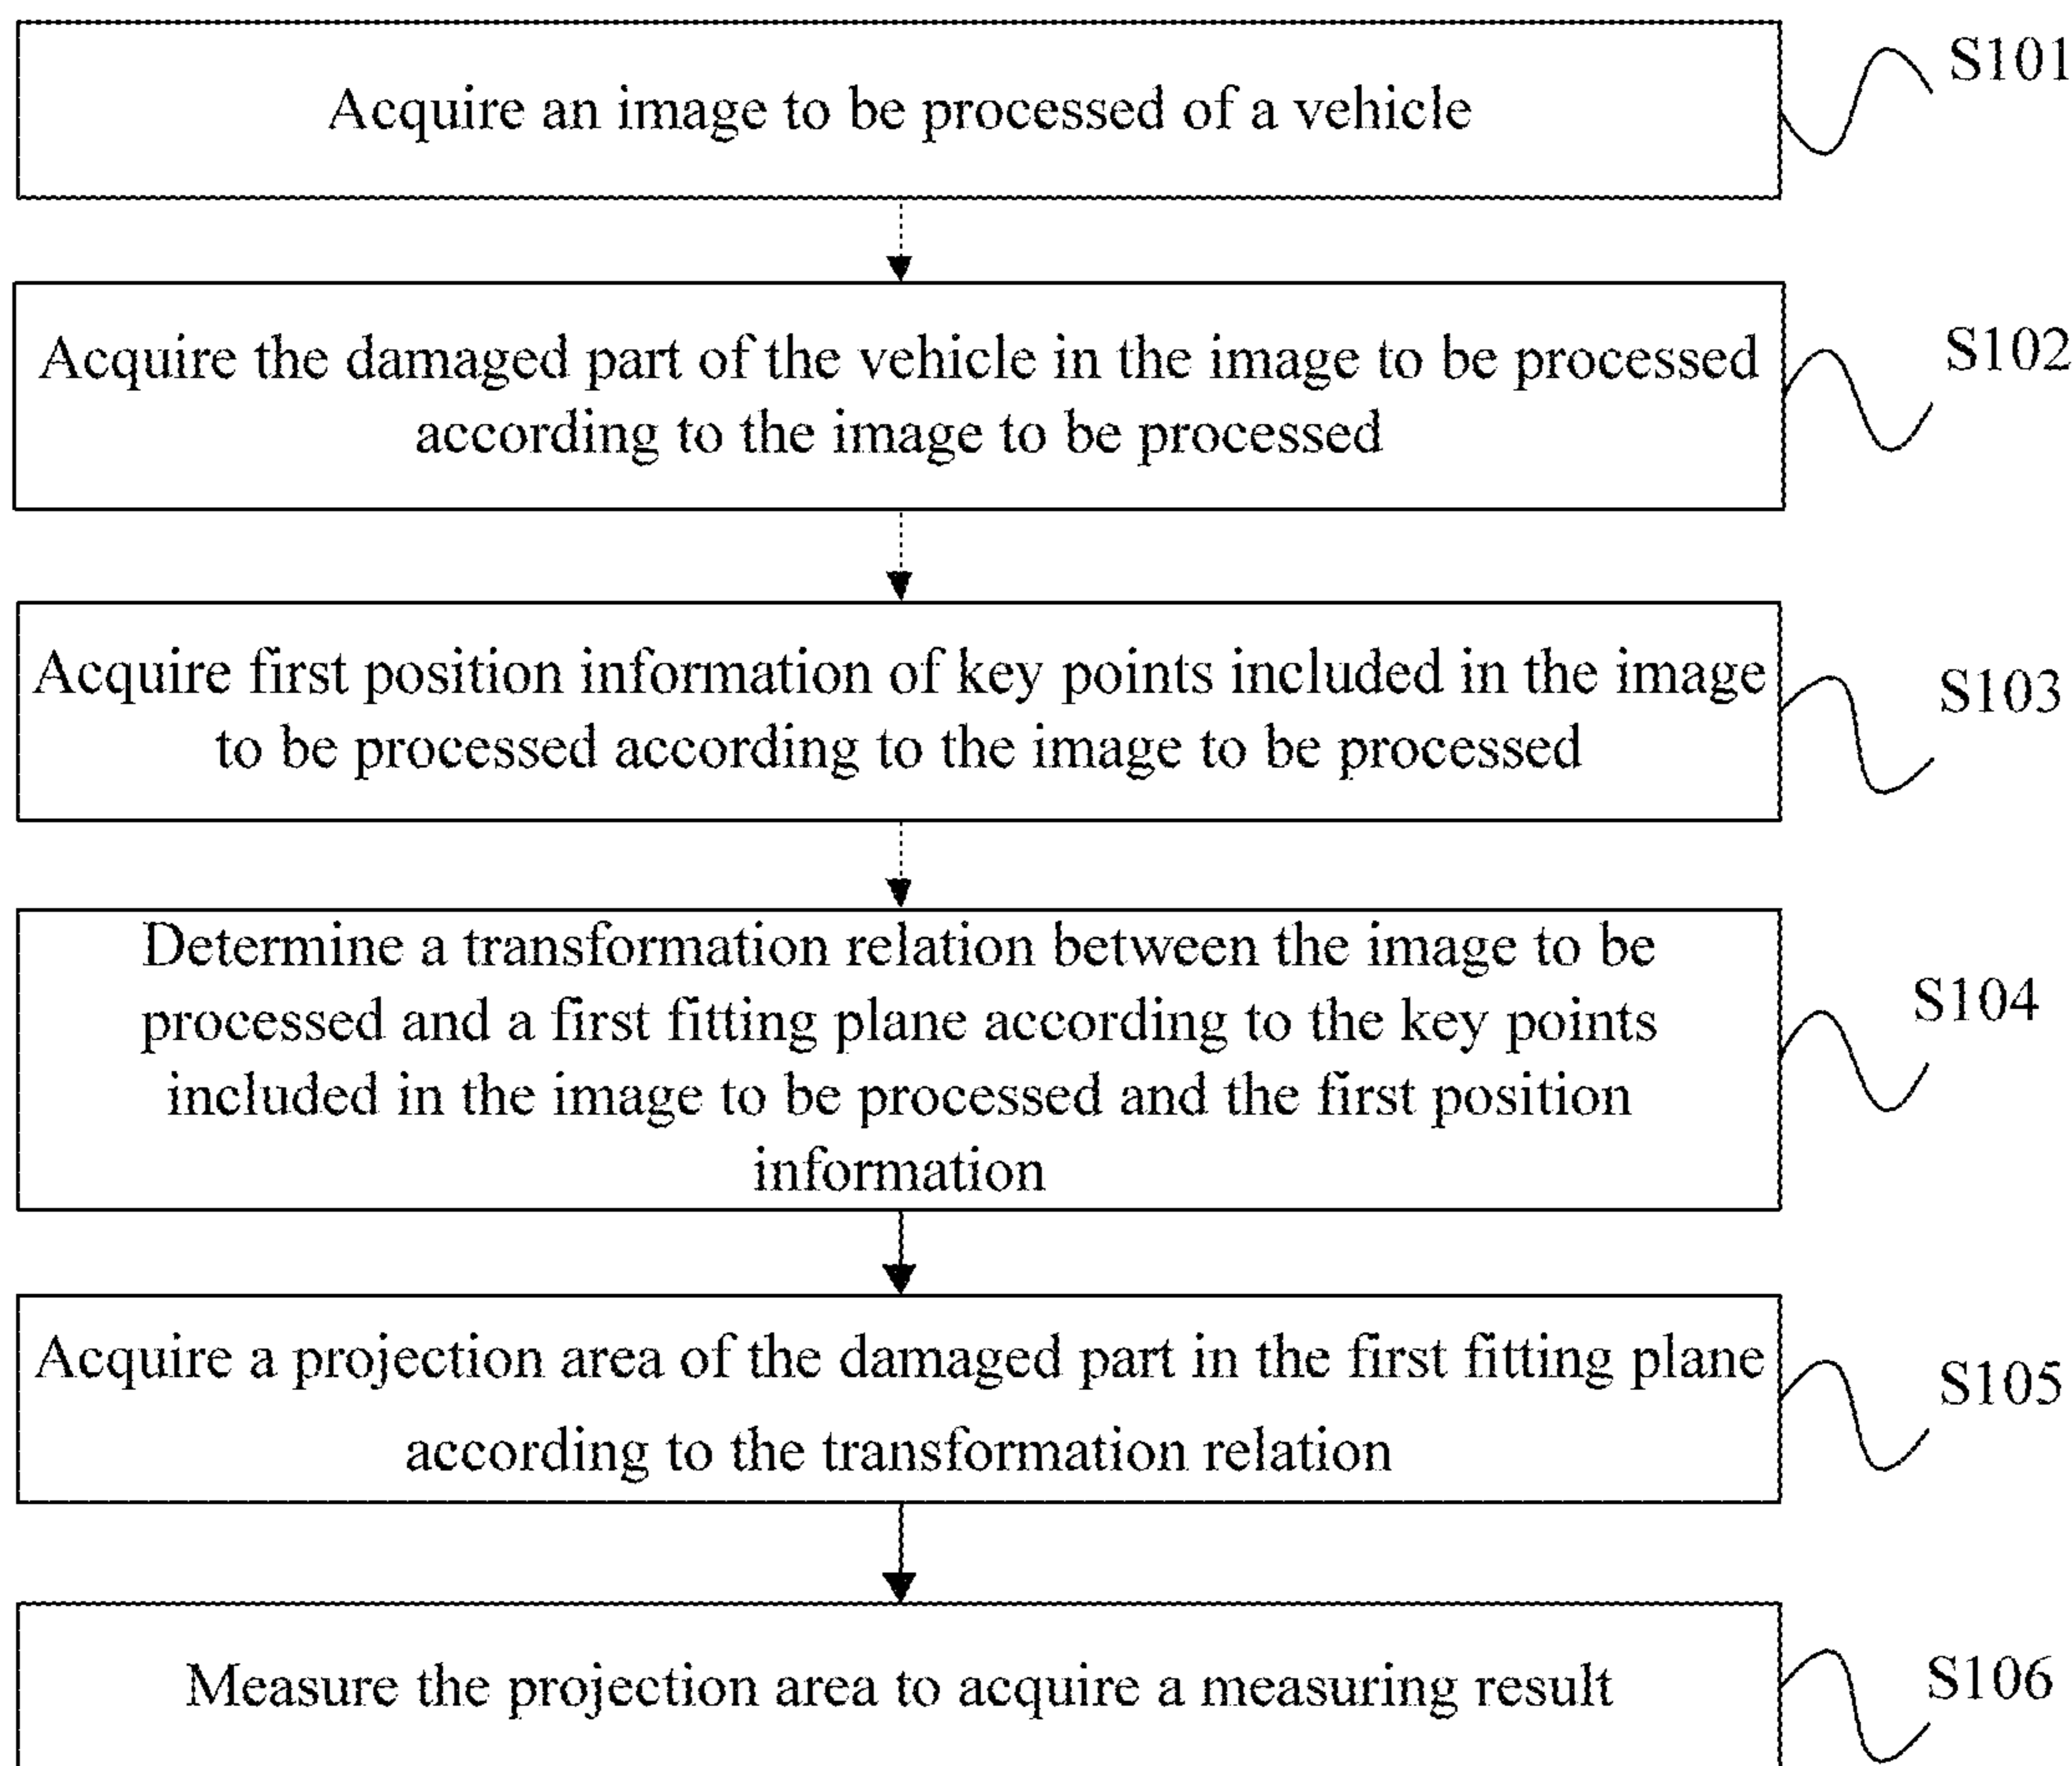 Acquire an image to be processed of a vehicle
S101
Acquire the damaged part of the vehicle in the image to be processed
according to the image to be processed
S102
Acquire first position information of key points included in the image
to be processed according to the image to be processed
S103
Determine a transformation relation between the image to be
processed and a first fitting plane according to the key points
included in the image to be processed and the first position
information
S104
Acquire a projection area of the damaged part in the first fitting plane
according to the transformation relation
S105
Measure the projection area to acquire a measuring result
S106